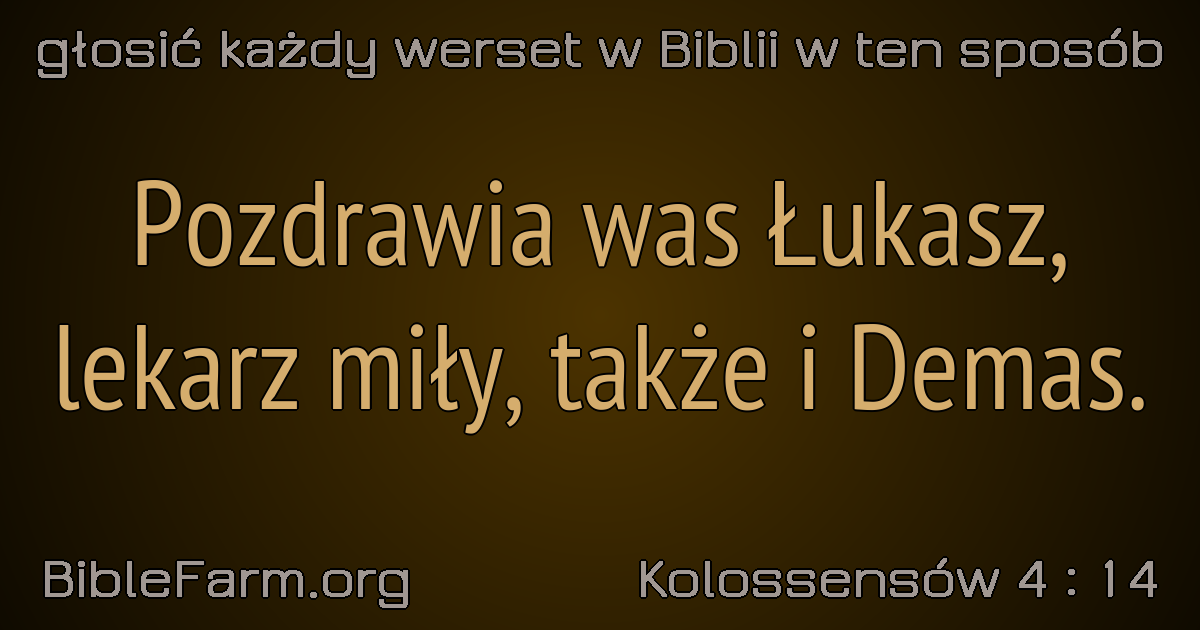 głosić każdy werset w Biblii w ten sposób
Pozdrawia was Łukasz,
lekarz miły, także i Demas.
BibleFarm.org
Kolossensów 4 : 14